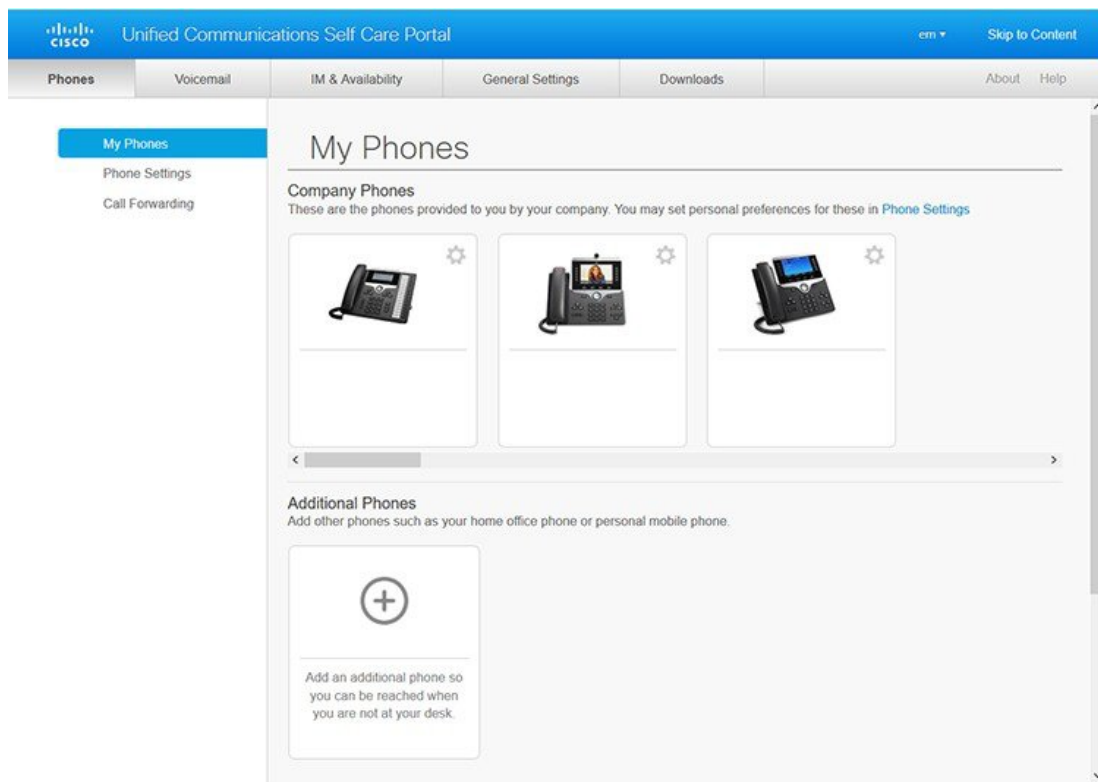 cisco
Unified Communications Self Care Portal
em
Skip to Content
Phones
Voicemail
IM & Availability
General Settings
Downloads
About
Help
My Phones
Phone Settings
Call Forwarding
My Phones
Company Phones
These are the phones provided to you by your company. You may set personal preferences for these in Phone Settings
Additional Phones
Add other phones such as your home office phone or personal mobile phone.
Add an additional phone so
you can be reached when
you are not at your desk.